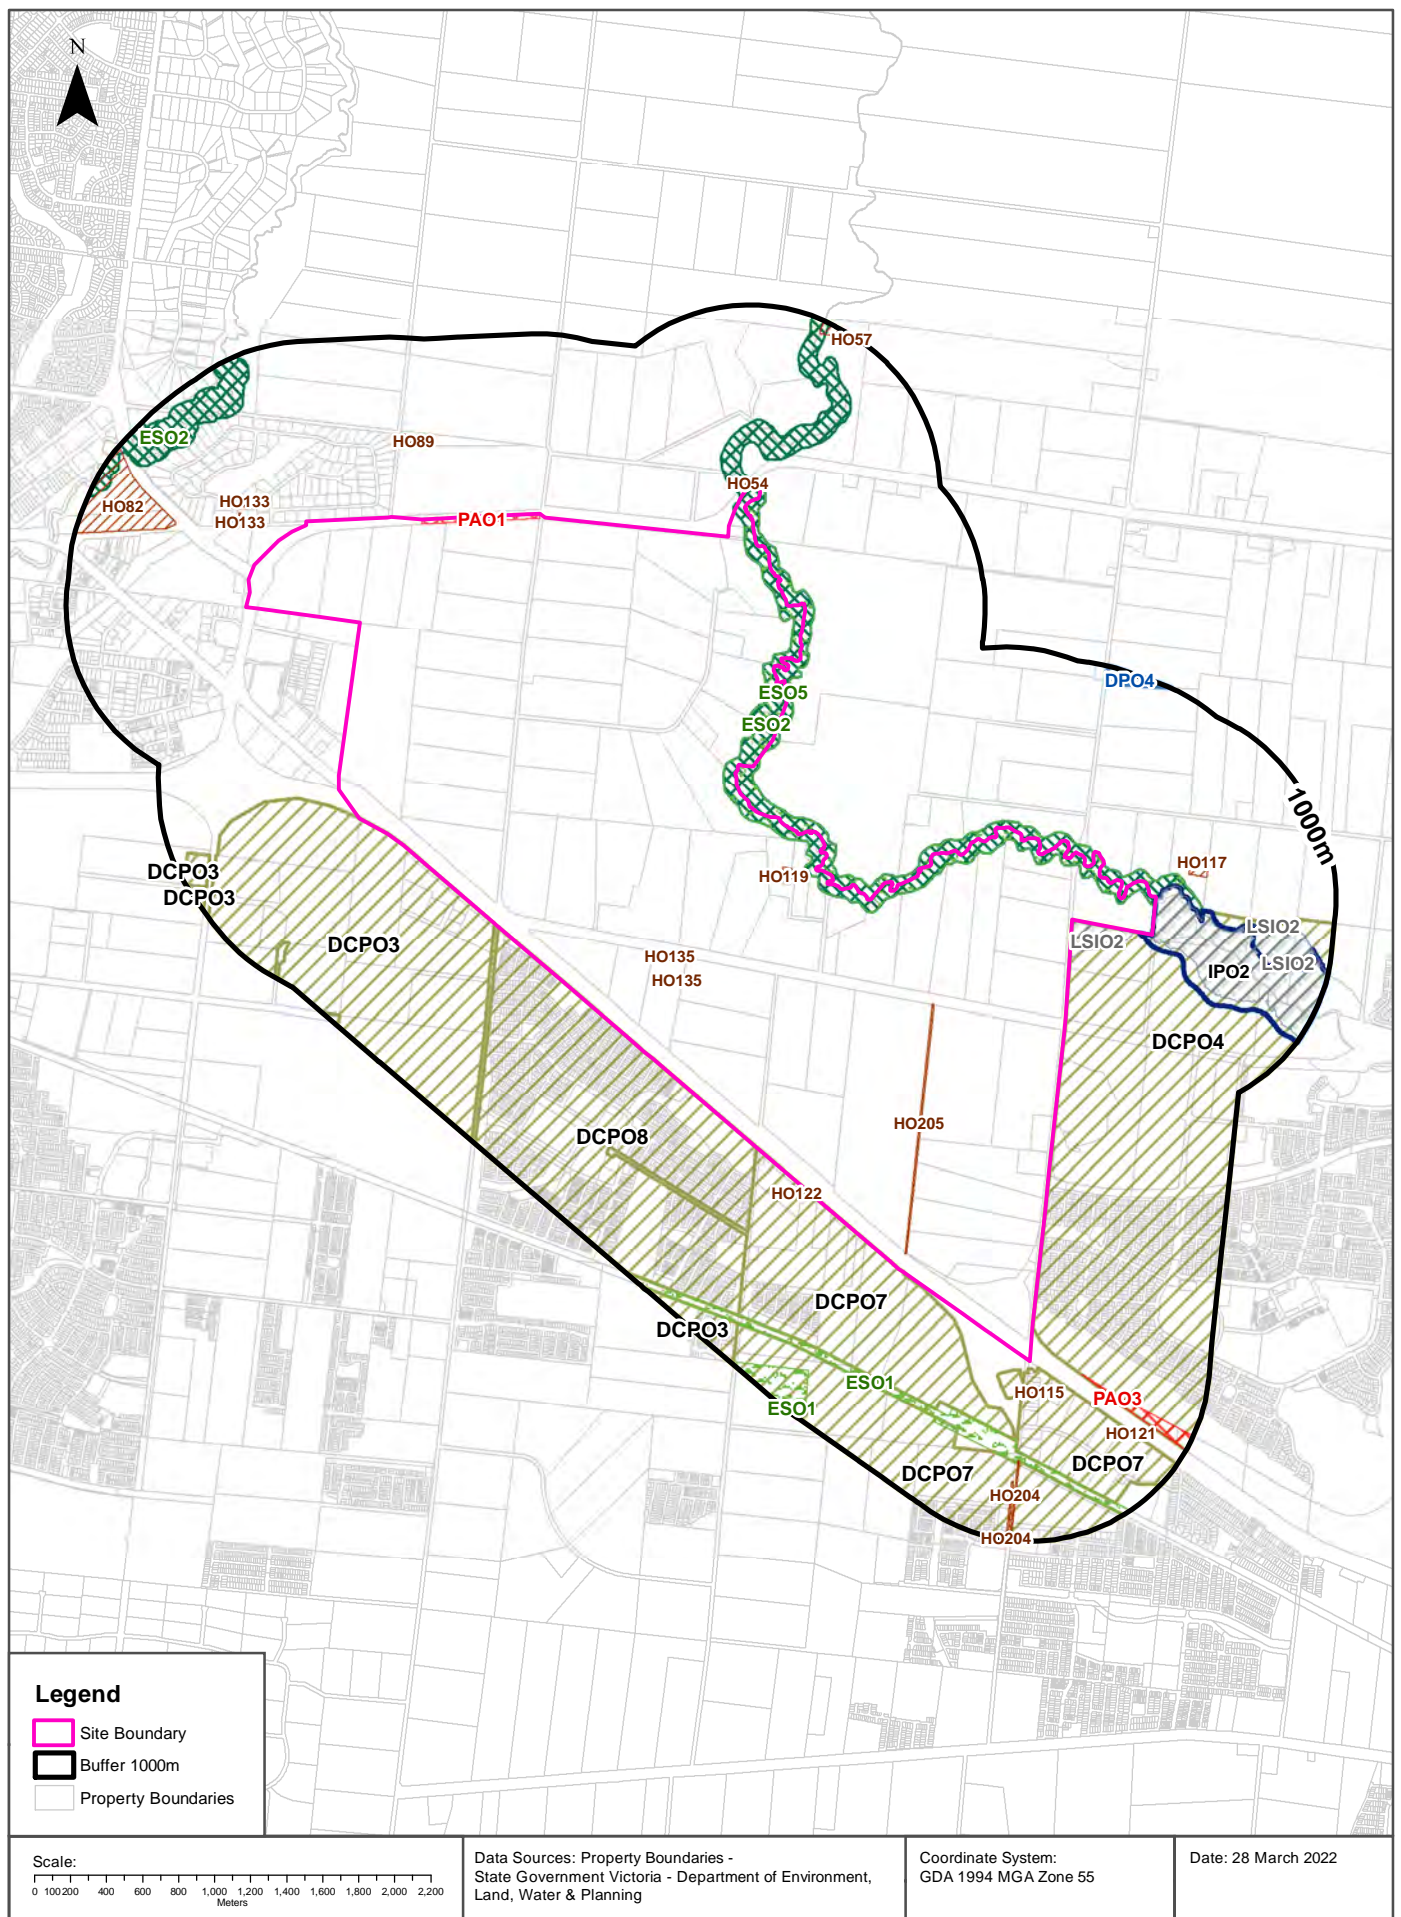 N
HO57
ESO2
HO89
HO82
HO133
HO133
HO54
PAO1
ESO5
ESO2
DPO4
1000m
DCPO3
DCPO3
HO119
HO117
DCPO3
LSIO2
LSIO2
LSIO2
IPO2
HO135
HO135
DCPO4
HO205
DCPO8
HO122
DCPO7
DCPO3
ESO1
ESO1
HO115
PAO3
HO121
DCPO7
DCPO7
HO204
HO204
Legend
Site Boundary
Buffer 1000m
Property Boundaries
Scale:
0 100 200 400 600 800 1,000 1,200 1,400 1,600 1,800 2,000 2,200
Meters
Data Sources: Property Boundaries -
State Government Victoria - Department of Environment,
Land, Water & Planning
Coordinate System:
GDA 1994 MGA Zone 55
Date: 28 March 2022